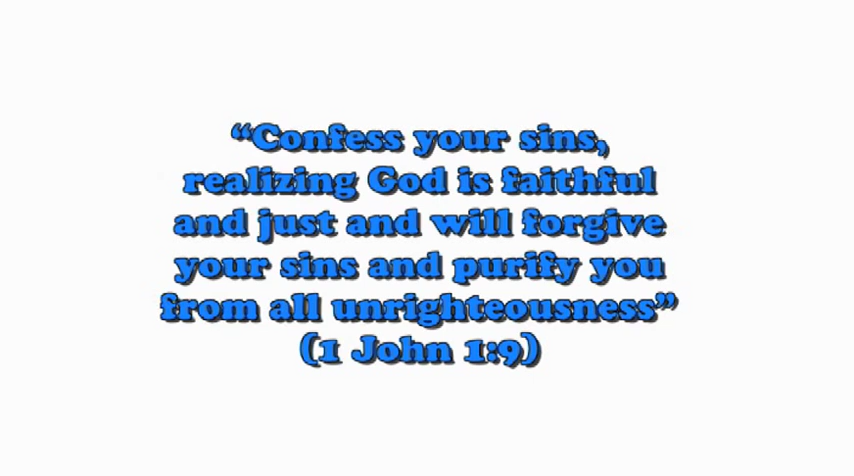 “Confess your sins,
realizing God is faithful
and just and will forgive
your sins and purify you
from all unrighteousness”
(1 John 1:9)